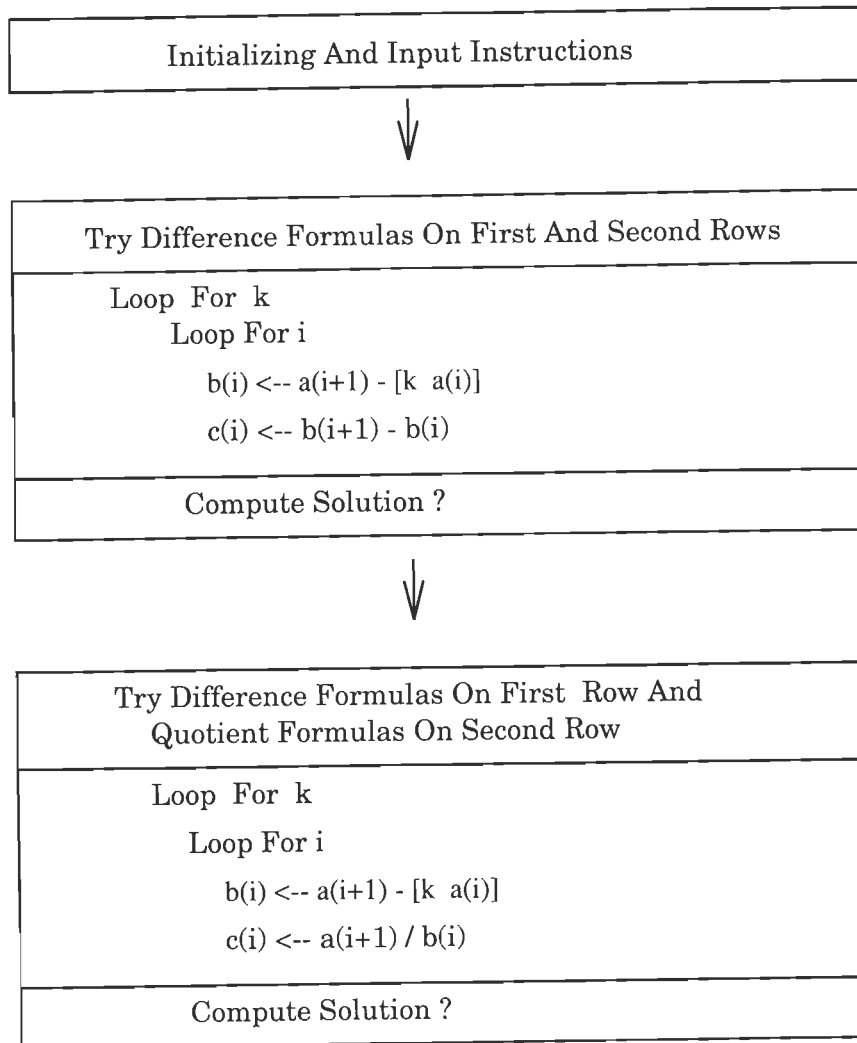 Initializing And Input Instructions
Try Difference Formulas On First And Second Rows
Loop For k
Loop For i
b(i) <-- a(i+1) - [k a(i)]
c(i) <-- b(i+1) - b(i)
Compute Solution ?
Try Difference Formulas On First Row And
Quotient Formulas On Second Row
Loop For k
Loop For i
b(i) <-- a(i+1) - [k a(i)]
c(i) <-- a(i+1) / b(i)
Compute Solution ?